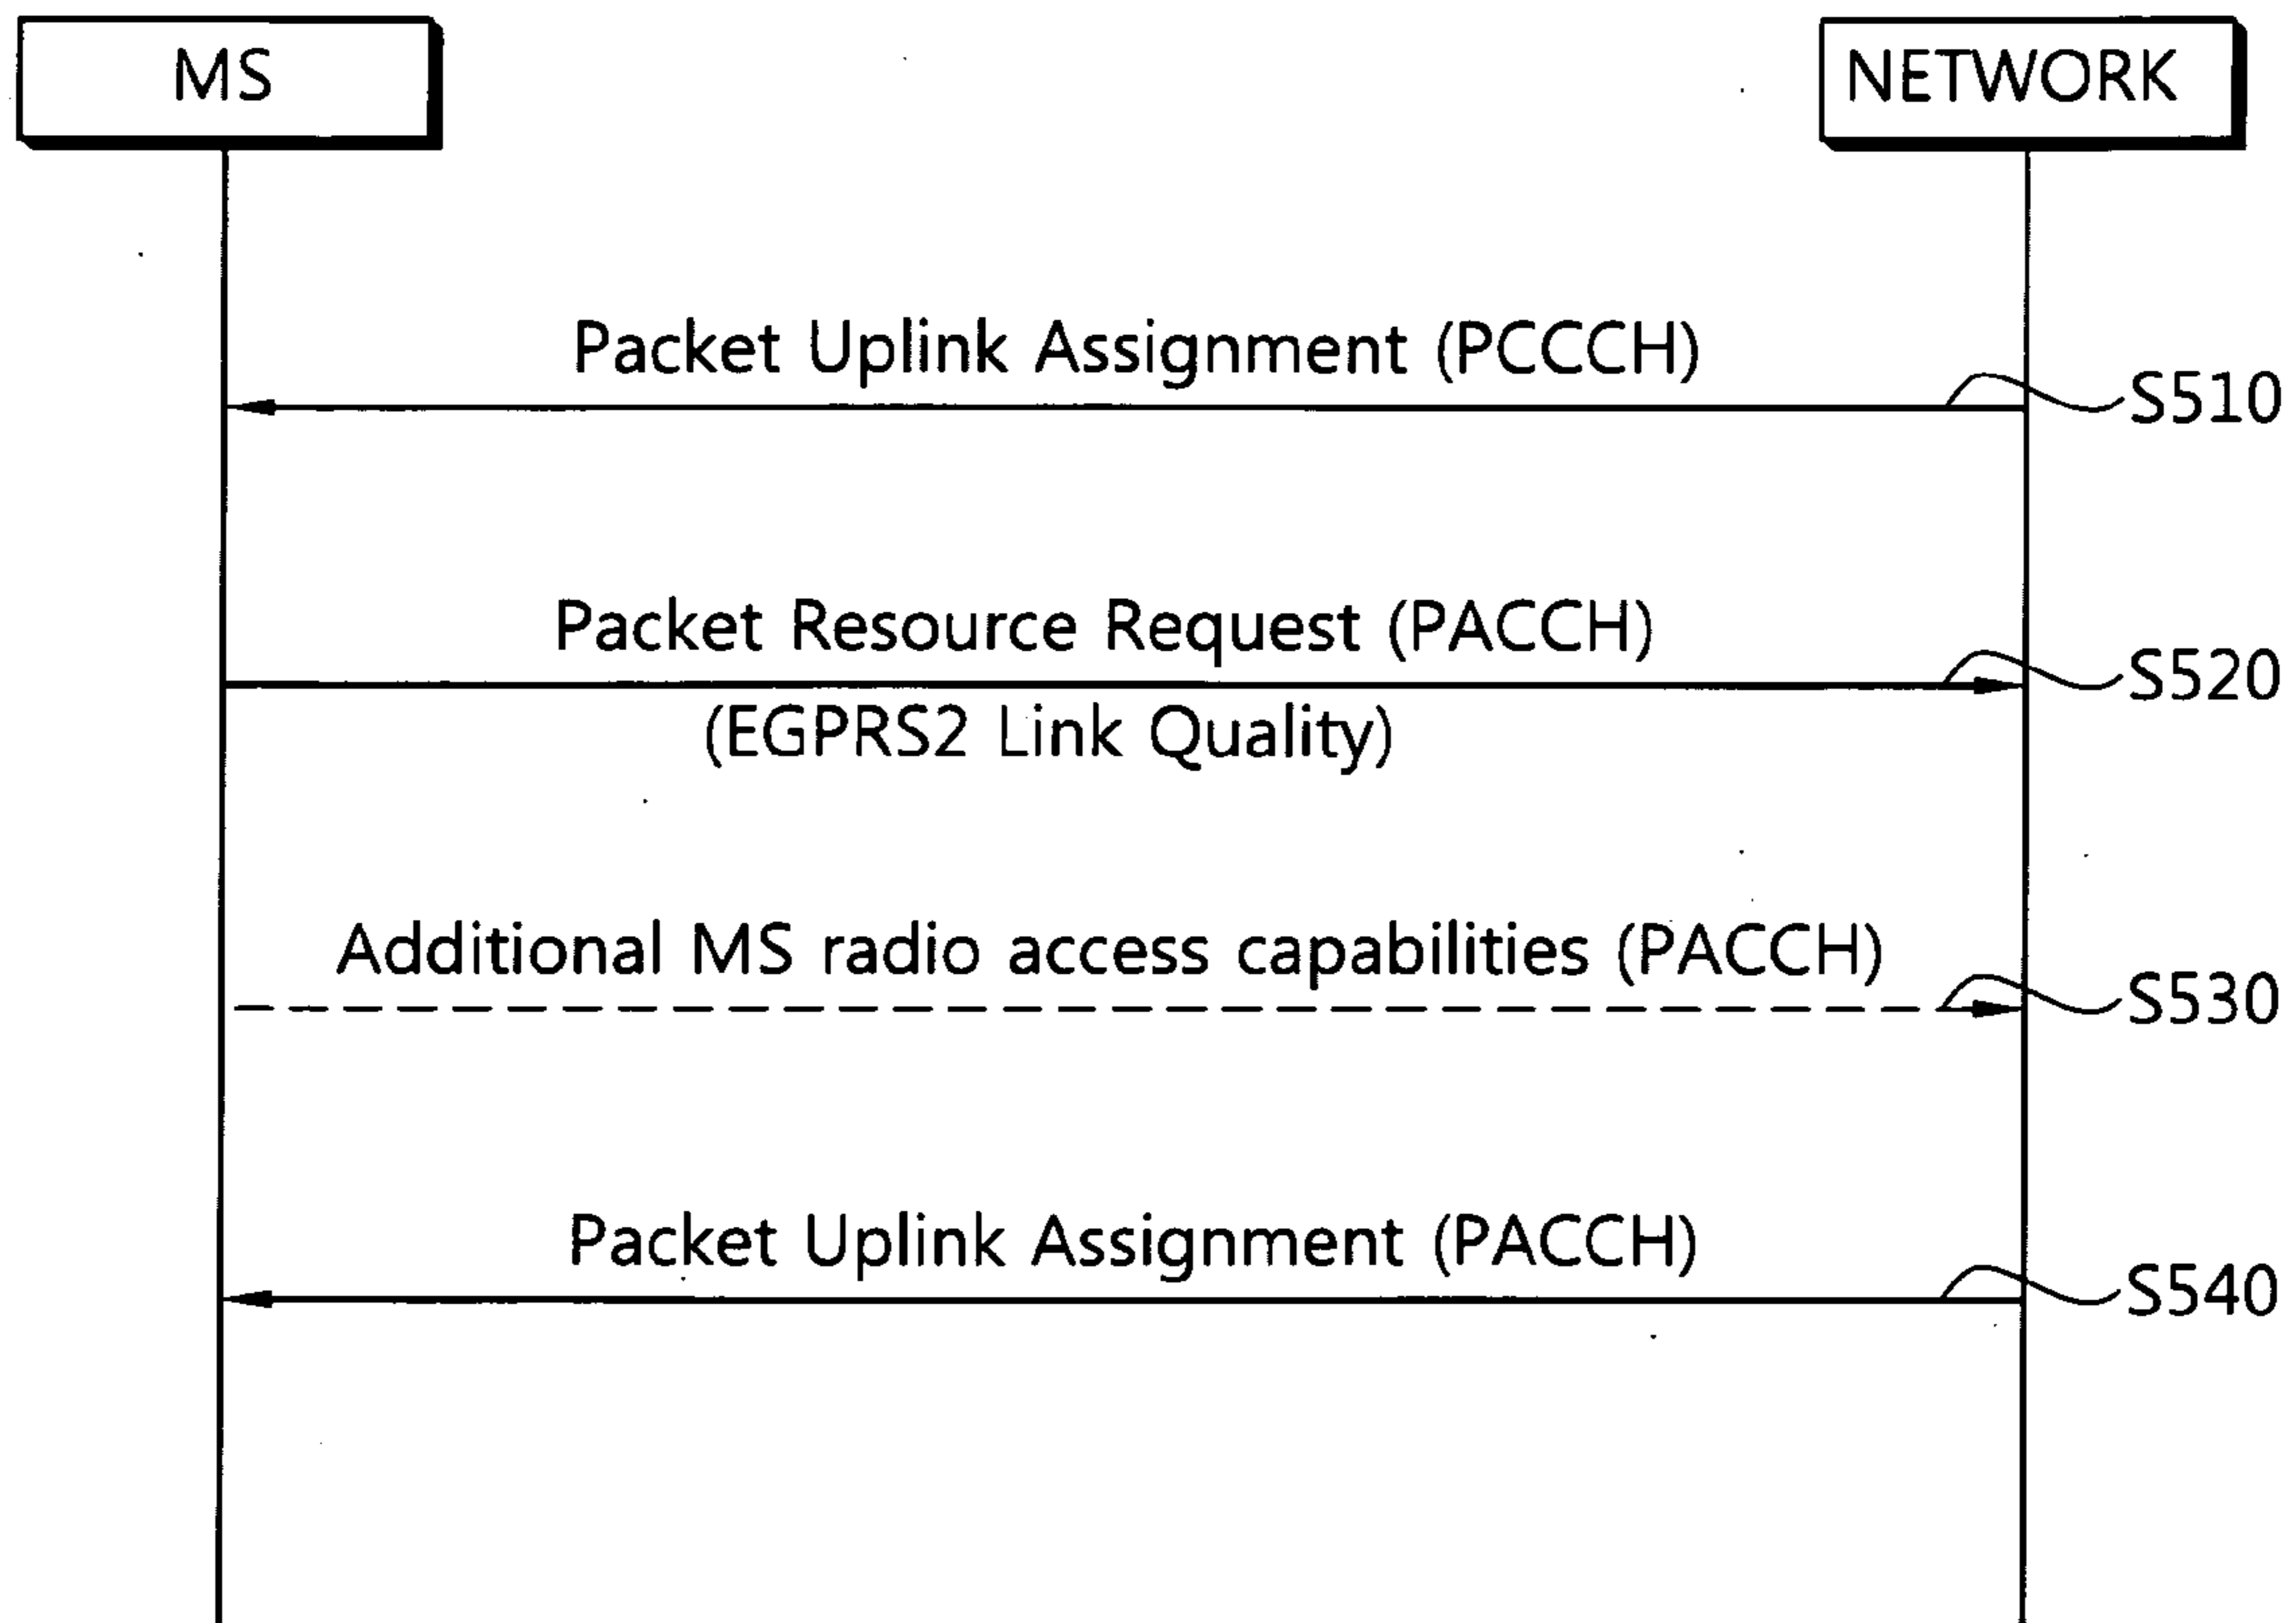 MS
NETWORK
Packet Uplink Assignment (PCCCH)
S510
Packet Resource Request (PACCH)
S520
(EGPRS2 Link Quality)
Additional MS radio access capabilities (PACCH)
S530
Packet Uplink Assignment (PACCH)
S540